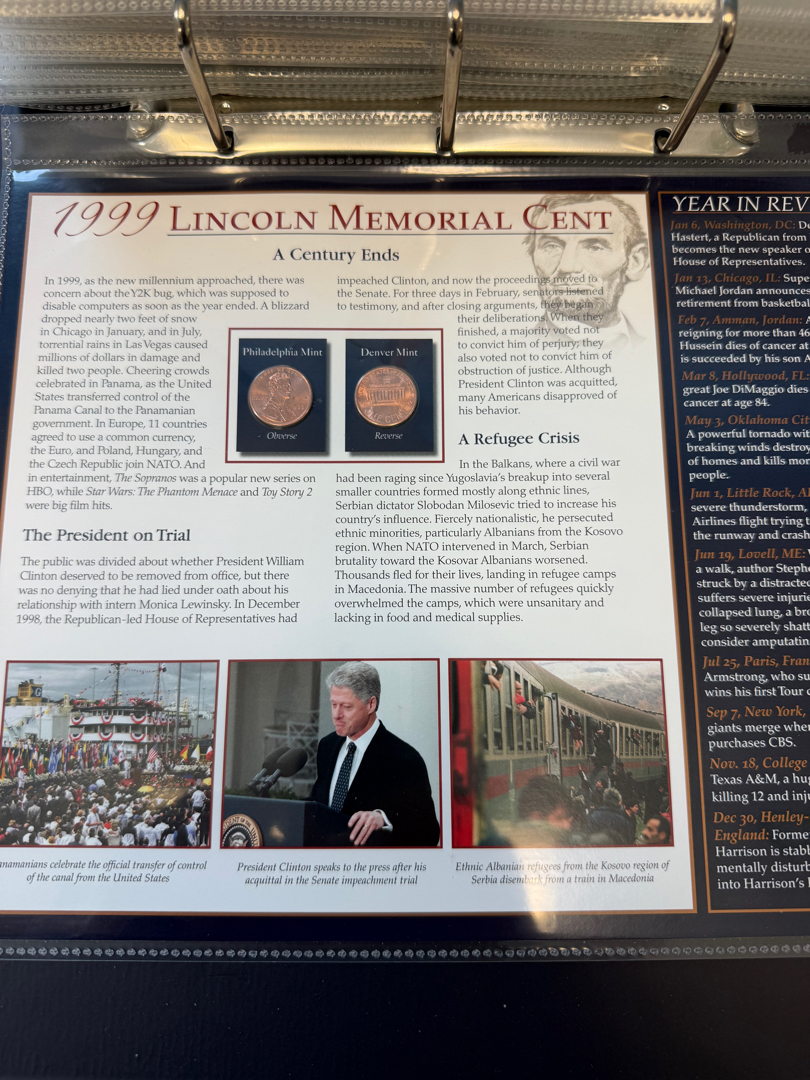 1999 LINCOLN MEMORIAL CENT
A Century Ends
In 1999, as the new millennium approached, there was
concern about the Y2K bug, which was supposed to
disable computers as soon as the year ended. A blizzard
dropped nearly two feet of snow
in Chicago in January, and in July,
torrential rains in Las Vegas caused
millions of dollars in damage and
killed two people. Cheering crowds
celebrated in Panama, as the United
States transferred control of the
Panama Canal to the Panamanian
government. In Europe, 11 countries
agreed to use a common currency,
the Euro, and Poland, Hungary, and
the Czech Republic join NATO. And
in entertainment, The Sopranos was a popular new series on
HBO, while Star Wars: The Phantom Menace and Toy Story 2
were big film hits.
The President on Trial
The public was divided about whether President William
Clinton deserved to be removed from office, but there
was no denying that he had lied under oath about his
relationship with intern Monica Lewinsky. In December
1998, the Republican-led House of Representatives had
impeached Clinton, and now the proceedings moved to
the Senate. For three days in February, senators listened
to testimony, and after closing arguments, they began
their deliberations. When they
finished, a majority voted not
to convict him of perjury; they
also voted not to convict him of
obstruction of justice. Although
President Clinton was acquitted,
many Americans disapproved of
his behavior.
Philadelphia Mint
Obverse
Denver Mint
Reverse
A Refugee Crisis
In the Balkans, where a civil war
had been raging since Yugoslavia's breakup into several
smaller countries formed mostly along ethnic lines,
Serbian dictator Slobodan Milosevic tried to increase his
country's influence. Fiercely nationalistic, he persecuted
ethnic minorities, particularly Albanians from the Kosovo
region. When NATO intervened in March, Serbian
brutality toward the Kosovar Albanians worsened.
Thousands fled for their lives, landing in refugee camps
in Macedonia. The massive number of refugees quickly
overwhelmed the camps, which were unsanitary and
lacking in food and medical supplies.
anamanians celebrate the official transfer of control
of the canal from the United States
President Clinton speaks to the press after his
acquittal in the Senate impeachment trial
Ethnic Albanian refugees from the Kosovo region of
Serbia disembark from a train in Macedonia
YEAR IN REV
Jan 6, Washington, DC: De
Hastert, a Republican from
becomes the new speaker o
House of Representatives.
Jan 13, Chicago, IL: Supe
Michael Jordan announces
retirement from basketbal
Feb 7, Amman, Jordan: A
reigning for more than 46
Hussein dies of cancer at
is succeeded by his son A
Mar 8, Hollywood, FL:
great Joe DiMaggio dies
cancer at age 84.
May 3, Oklahoma Cit
A powerful tornado wit
breaking winds destroy
of homes and kills mor
people.
Jun 1, Little Rock, A
severe thunderstorm,
Airlines flight trying t
the runway and crash
Jun 19, Lovell, ME:
a walk, author Stephe
struck by a distracted
suffers severe injurie
collapsed lung, a bro
leg so severely shatt
consider amputatin
Jul 25, Paris, Fran
Armstrong, who su
wins his first Tour
Sep 7, New York,
giants merge when
purchases CBS.
Nov. 18, College
Texas A&M, a hug
killing 12 and inju
Dec 30, Henley-
England: Forme
Harrison is stabb
mentally disturb
into Harrison's